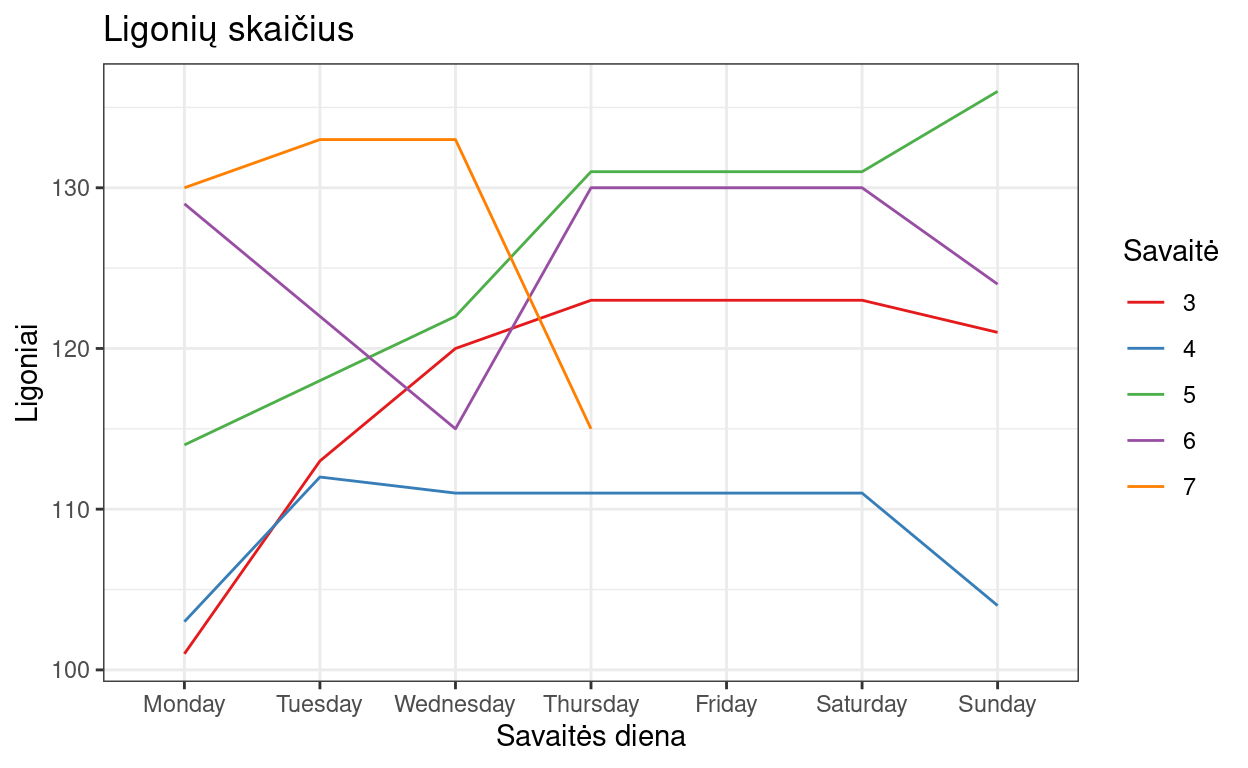 Ligonių skaičius
Ligoniai
130
120
110
100
Monday Tuesday Wednesday Thursday Friday Saturday Sunday
Savaitės diena
Savaitė
3
4
5
6
7